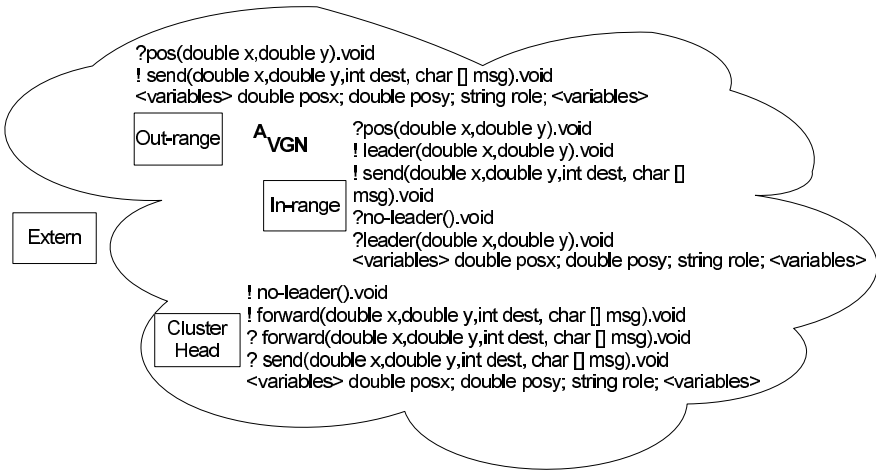 ?pos(double x,double y).void
! send(double x,double y,int dest, char [] msg).void
<variables> double posx; double posy; string role; <variables>
Out-range
A VGN
?pos(double x,double y).void
! leader(double x,double y).void
! send(double x,double y,int dest, char []
msg).void
?no-leader().void
?leader(double x,double y).void
<variables> double posx; double posy; string role; <variables>
In-range
Extern
! no-leader().void
! forward(double x,double y,int dest, char [] msg).void
? forward(double x,double y,int dest, char [] msg).void
? send(double x,double y,int dest, char [] msg).void
<variables> double posx; double posy; string role; <variables>
Cluster
Head